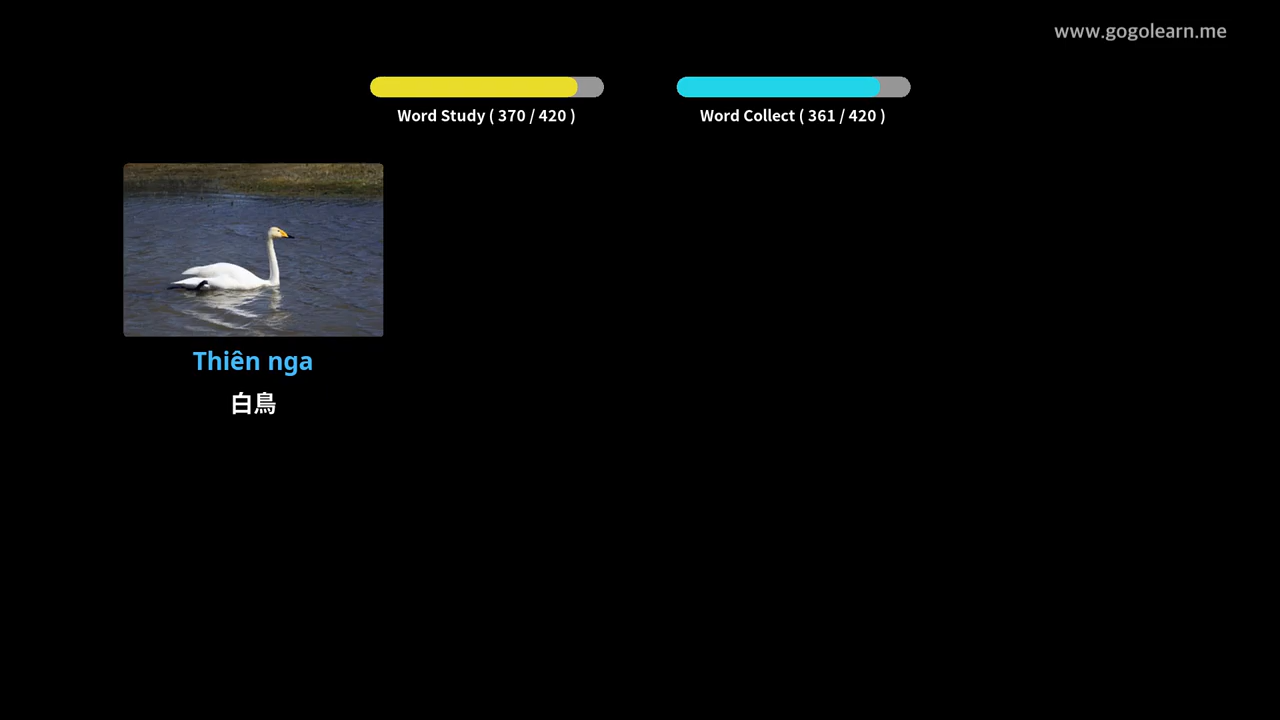 www.gogolearn.me
Word Study ( 370 / 420 )
Word Collect ( 361 / 420 )
Thiên nga
白鳥